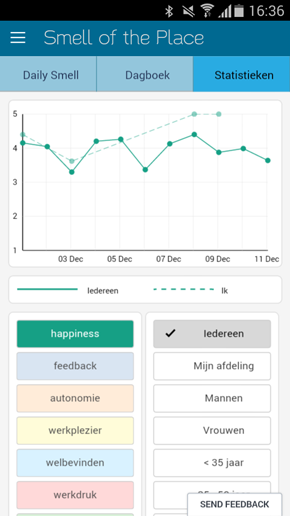 16:36
Smell of the Place
Daily Smell
Dagboek
Statistieken
5
4
3
2
1
03 Dec
05 Dec
07 Dec
09 Dec
11 Dec
Iedereen
Ik
happiness
feedback
autonomie
werkplezier
welbevinden
werkdruk
Iedereen
Mijn afdeling
Mannen
Vrouwen
< 35 jaar
SEND FEEDBACK